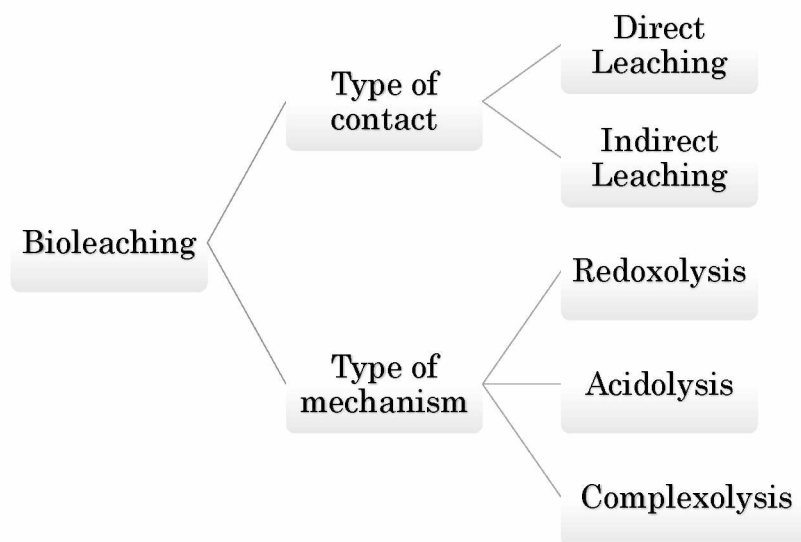 Bioleaching
Type of
contact
Direct
Leaching
Indirect
Leaching
Type of
mechanism
Redoxolysis
Acidolysis
Complexolysis